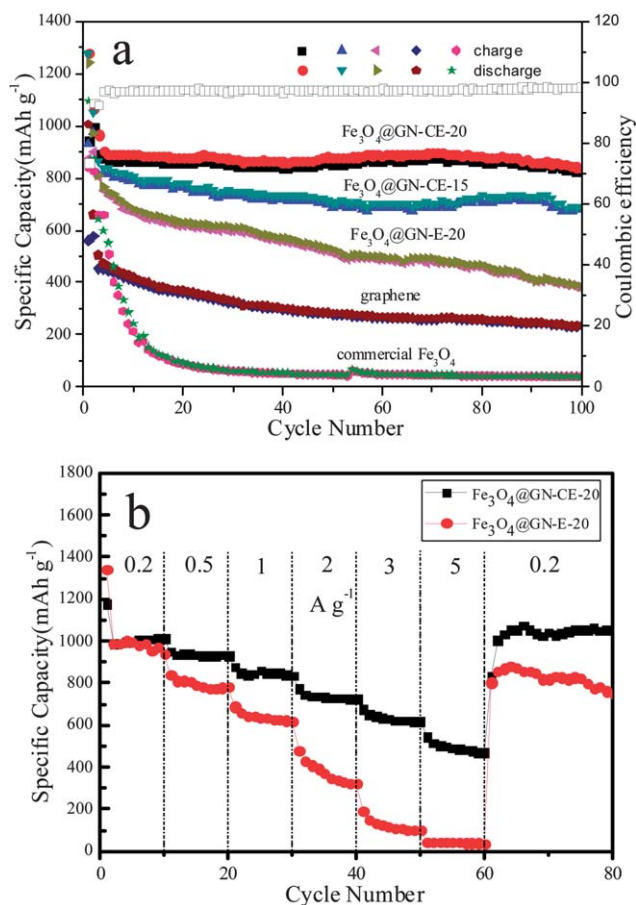 a
1400
1200
1000
800
600
400
200
0
Specific Capacity(mAh g⁻¹)
0 20 40 60 80 100
Cycle Number
120
100
80
60
40
20
0
Coulombic efficiency
charge
discharge
Fe₃O₄@GN-CE-20
Fe₃O₄@GN-CE-15
Fe₃O₄@GN-E-20
graphene
commercial Fe₃O₄
b
1800
1600
1400
1200
1000
800
600
400
200
0
Specific Capacity(mAh g⁻¹)
Fe₃O₄@GN-CE-20
Fe₃O₄@GN-E-20
0.2 0.5 1 2 3 5 0.2
A g⁻¹
0 20 40 60 80
Cycle Number